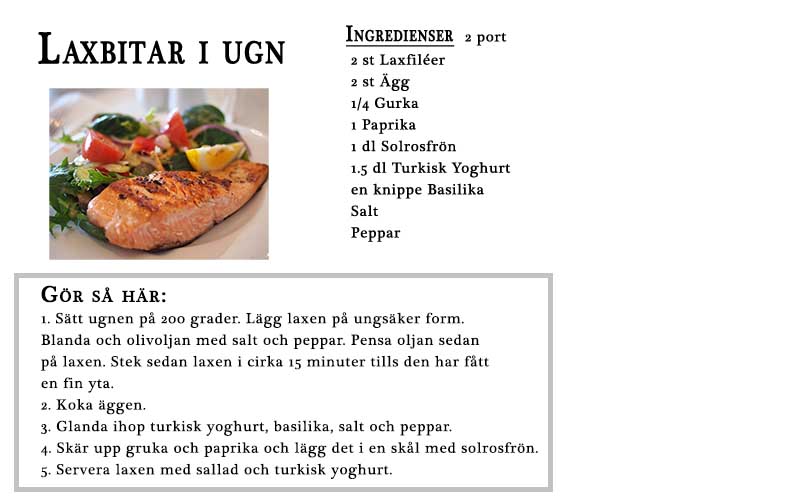 Laxbitar i ugn
Ingredienser 2 port
2 st Laxfiléer
2 st Ägg
1/4 Gurka
1 Paprika
1 dl Solrosfrön
1.5 dl Turkisk Yoghurt
en knippe Basilika
Salt
Peppar
Gör så här:
1. Sätt ugnen på 200 grader. Lägg laxen på ungsäker form.
Blanda och olivoljan med salt och peppar. Pensa oljan sedan
på laxen. Stek sedan laxen i cirka 15 minuter tills den har fått
en fin yta.
2. Koka äggen.
3. Glanda ihop turkisk yoghurt, basilika, salt och peppar.
4. Skär upp gruka och paprika och lägg det i en skål med solrosfrön.
5. Servera laxen med sallad och turkisk yoghurt.